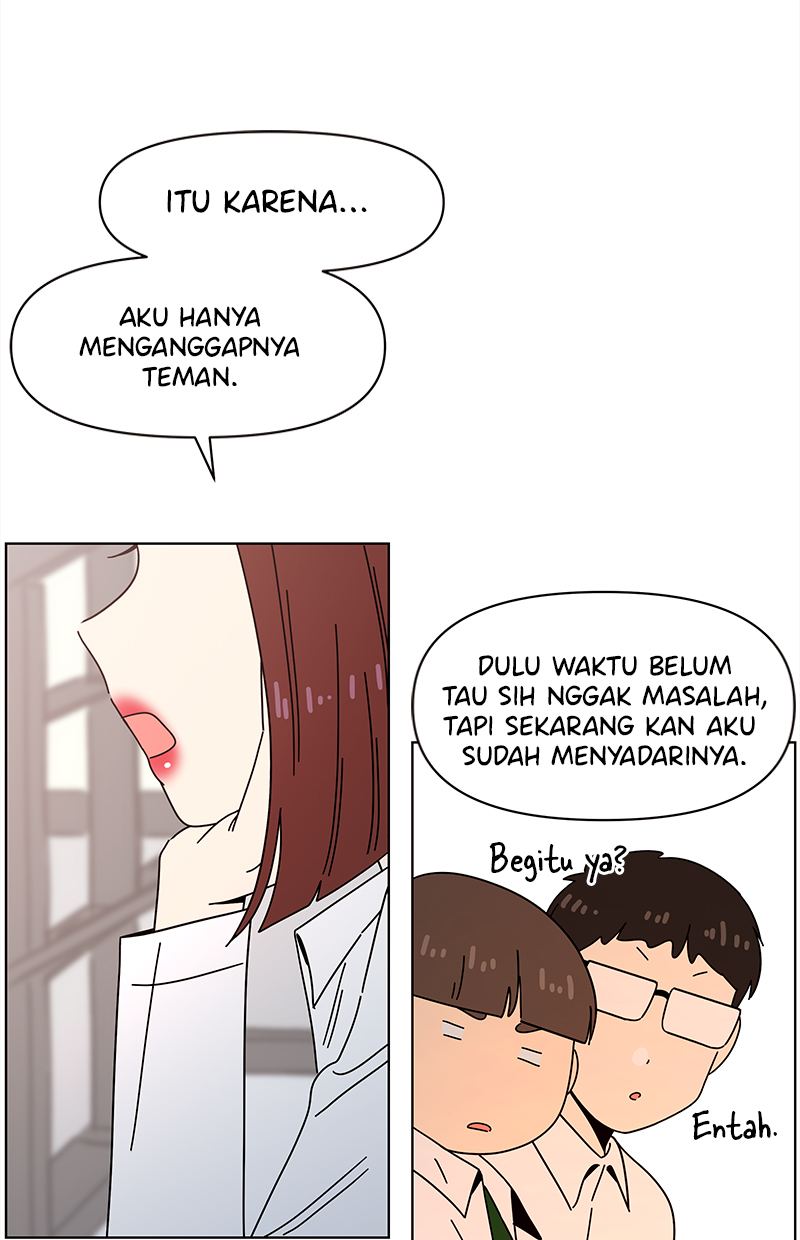 ITU KARENA...
AKU HANYA
MENGANGGAPNYA
TEMAN.
DULU WAKTU BELUM
TAU SIH NGGAK MASALAH,
TAPI SEKARANG KAN AKU
SUDAH MENYADARINYA.
Begitu ya?
Entah.